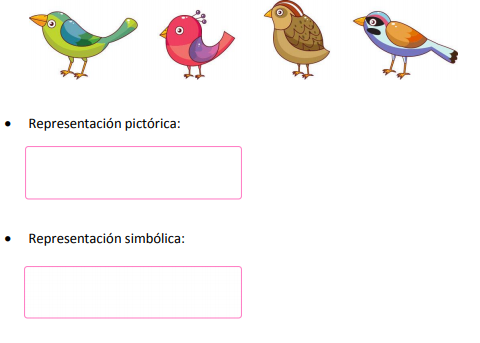 • Representación pictórica:
• Representación simbólica: